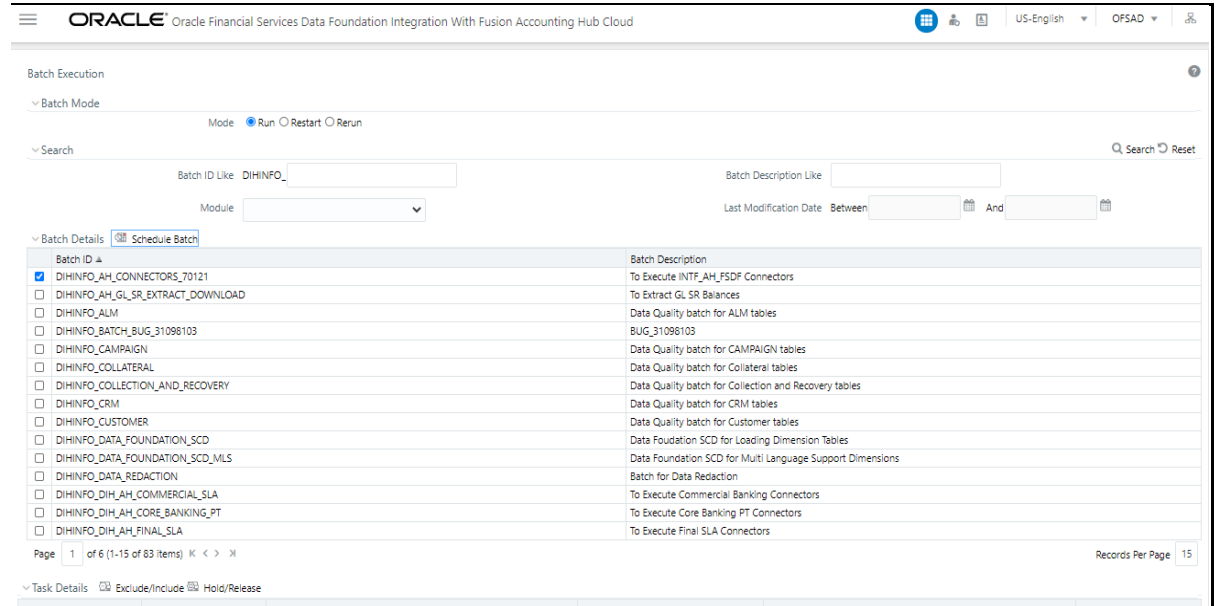 ORACLE® Oracle Financial Services Data Foundation Integration With Fusion Accounting Hub Cloud US-English OFSAD
Batch Execution
Batch Mode
Mode Run Restart Rerun
Search Search Reset
Batch ID Like DIHINFO_ Batch Description Like
Module Last Modification Date Between And
Batch Details Schedule Batch
Batch ID Batch Description
DIHINFO_AH_CONNECTORS_70121 To Execute INTF_AH_FSDF Connectors
DIHINFO_AH_GL_SR_EXTRACT_DOWNLOAD To Extract GL SR Balances
DIHINFO_ALM Data Quality batch for ALM tables
DIHINFO_BATCH_BUG_31098103 BUG_31098103
DIHINFO_CAMPAIGN Data Quality batch for CAMPAIGN tables
DIHINFO_COLLATERAL Data Quality batch for Collateral tables
DIHINFO_COLLECTION_AND_RECOVERY Data Quality batch for Collection and Recovery tables
DIHINFO_CRM Data Quality batch for CRM tables
DIHINFO_CUSTOMER Data Quality batch for Customer tables
DIHINFO_DATA_FOUNDATION_SCD Data Foudation SCD for Loading Dimension Tables
DIHINFO_DATA_FOUNDATION_SCD_MLS Data Foundation SCD for Multi Language Support Dimensions
DIHINFO_DATA_REDACTION Batch for Data Redaction
DIHINFO_DIH_AH_COMMERCIAL_SLA To Execute Commercial Banking Connectors
DIHINFO_DIH_AH_CORE_BANKING_PT To Execute Core Banking PT Connectors
DIHINFO_DIH_AH_FINAL_SLA To Execute Final SLA Connectors
Page 1 of 6 (1-15 of 83 items) Records Per Page 15
Task Details Exclude/Include Hold/Release